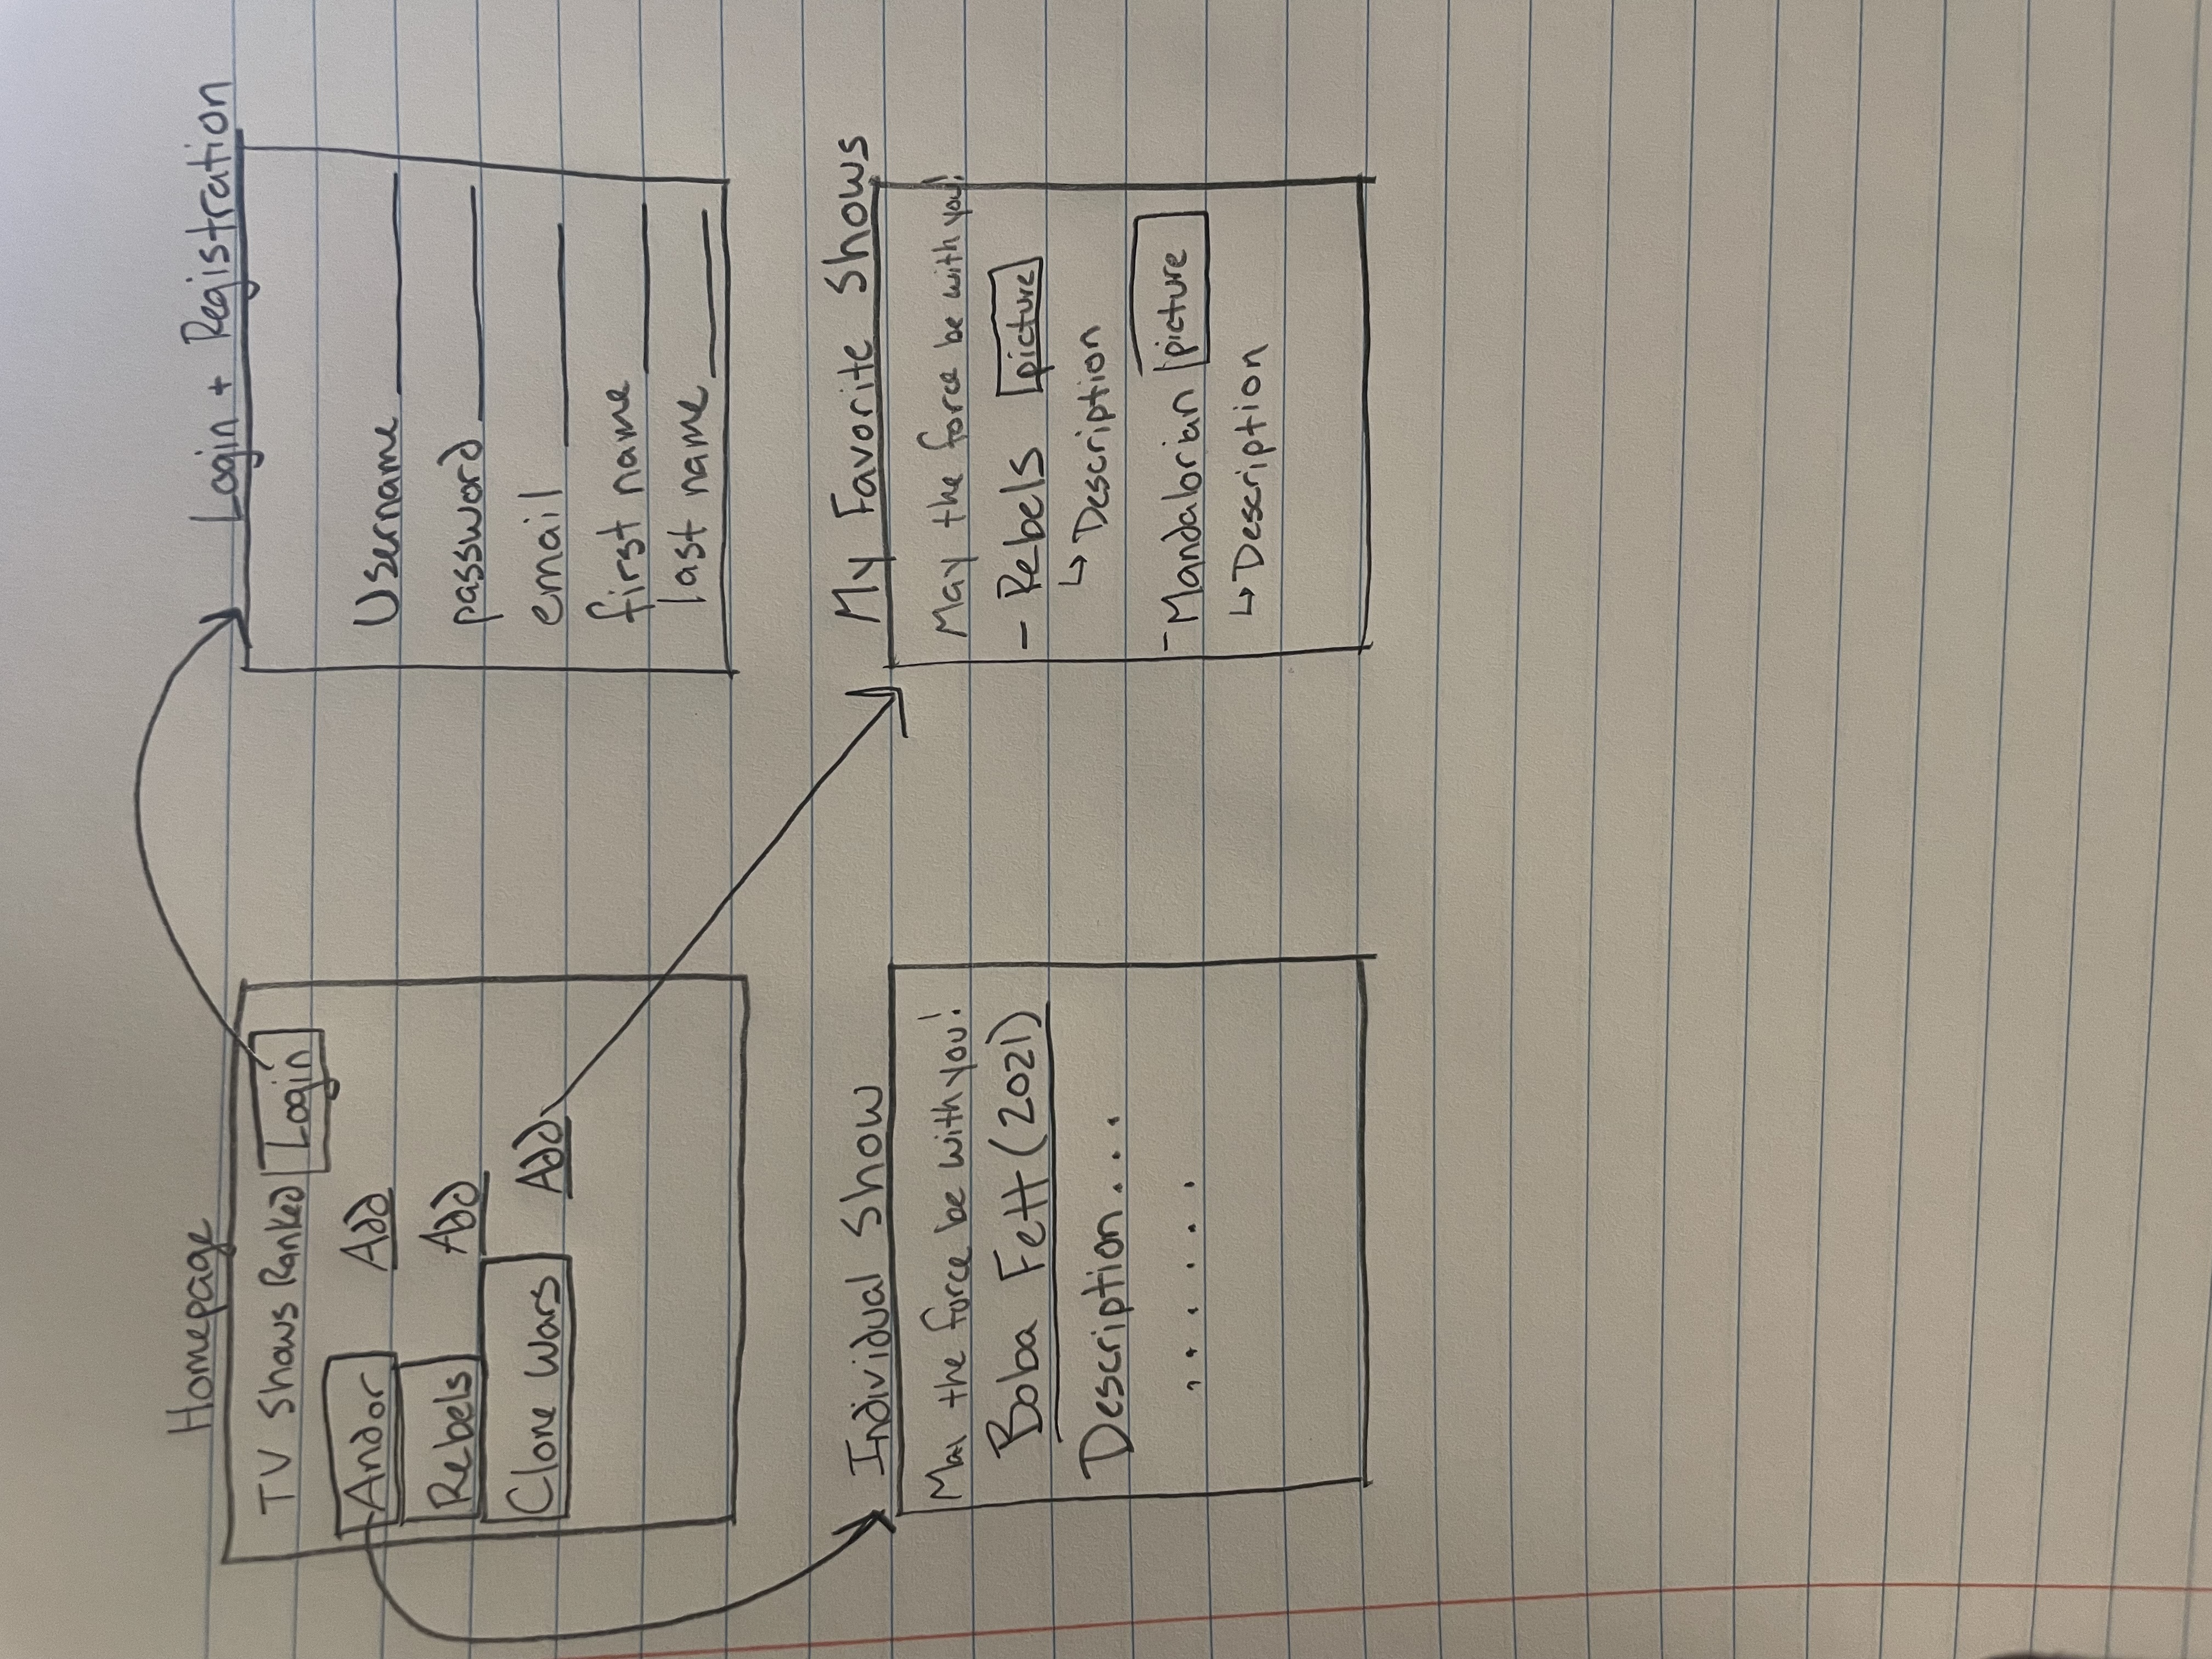 Homepage
TV Shows Ranked Login
Andor Add
Rebels Add
Clone Wars Add
Login + Registration
Username
password
email
first name
last name
Individual Show
May the force be with you!
Boba Fett (2021)
Description...
......
My Favorite Shows
May the force be with you!
- Rebels picture
↳ Description
- Mandalorian picture
↳ Description